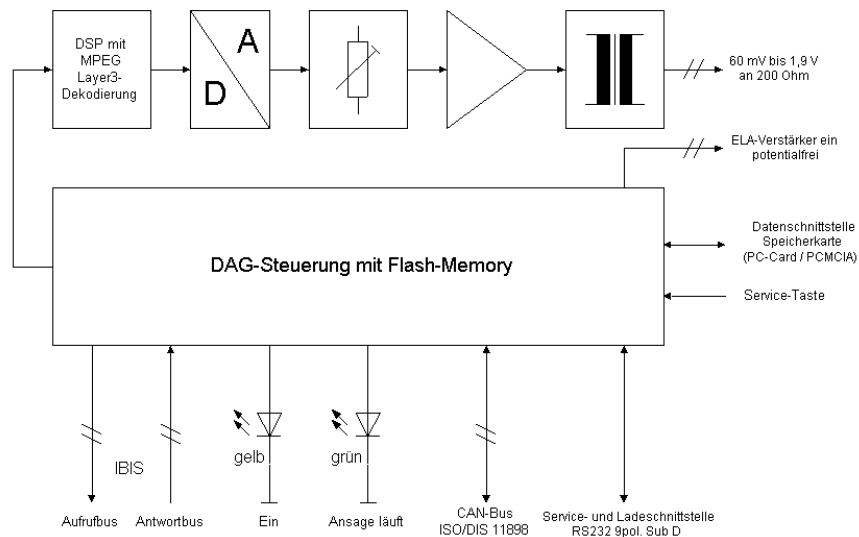 DSP mit
MPEG
Layer3-
Dekodierung
A
D
60 mV bis 1,9 V
an 200 Ohm
ELA-Verstärker ein
potentialfrei
DAG-Steuerung mit Flash-Memory
Datenschnittstelle
Speicherkarte
(PC-Card / PCMCIA)
Service-Taste
IBIS
gelb
grün
Aufrufbus
Antwortbus
Ein
Ansage läuft
CAN-Bus
ISO/DIS 11898
Service- und Ladeschnittstelle
RS232 9pol. Sub D